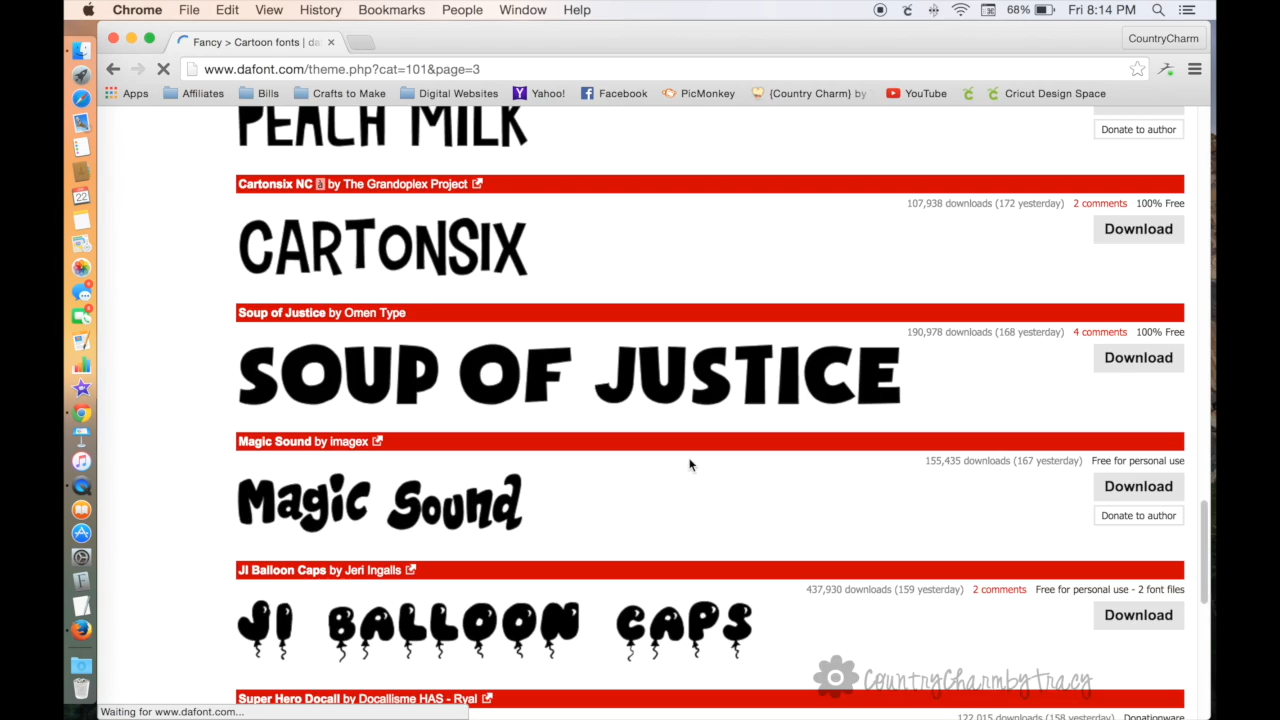 Chrome File Edit View History Bookmarks People Window Help 68% Fri 8:14 PM
Fancy > Cartoon fonts | da CountryCharm
www.dafont.com/theme.php?cat=101&page=3
Apps Affiliates Bills Crafts to Make Digital Websites Yahoo! Facebook PicMonkey {Country Charm} by YouTube Cricut Design Space
PEACH MILK
Donate to author
Cartonsix NC by The Grandoplex Project
107,938 downloads (172 yesterday) 2 comments 100% Free
CARTONSIX
Download
Soup of Justice by Omen Type
190,978 downloads (168 yesterday) 4 comments 100% Free
SOUP OF JUSTICE
Download
Magic Sound by imagex
155,435 downloads (167 yesterday) Free for personal use
Magic Sound
Download
Donate to author
JI Balloon Caps by Jeri Ingalls
437,930 downloads (159 yesterday) 2 comments Free for personal use - 2 font files
JI BALLOON CAPS
Download
CountryCharmbyTracy
Super Hero Docall by Docallisme HAS - Ryal
122,015 downloads (158 yesterday) Donationware
Waiting for www.dafont.com...